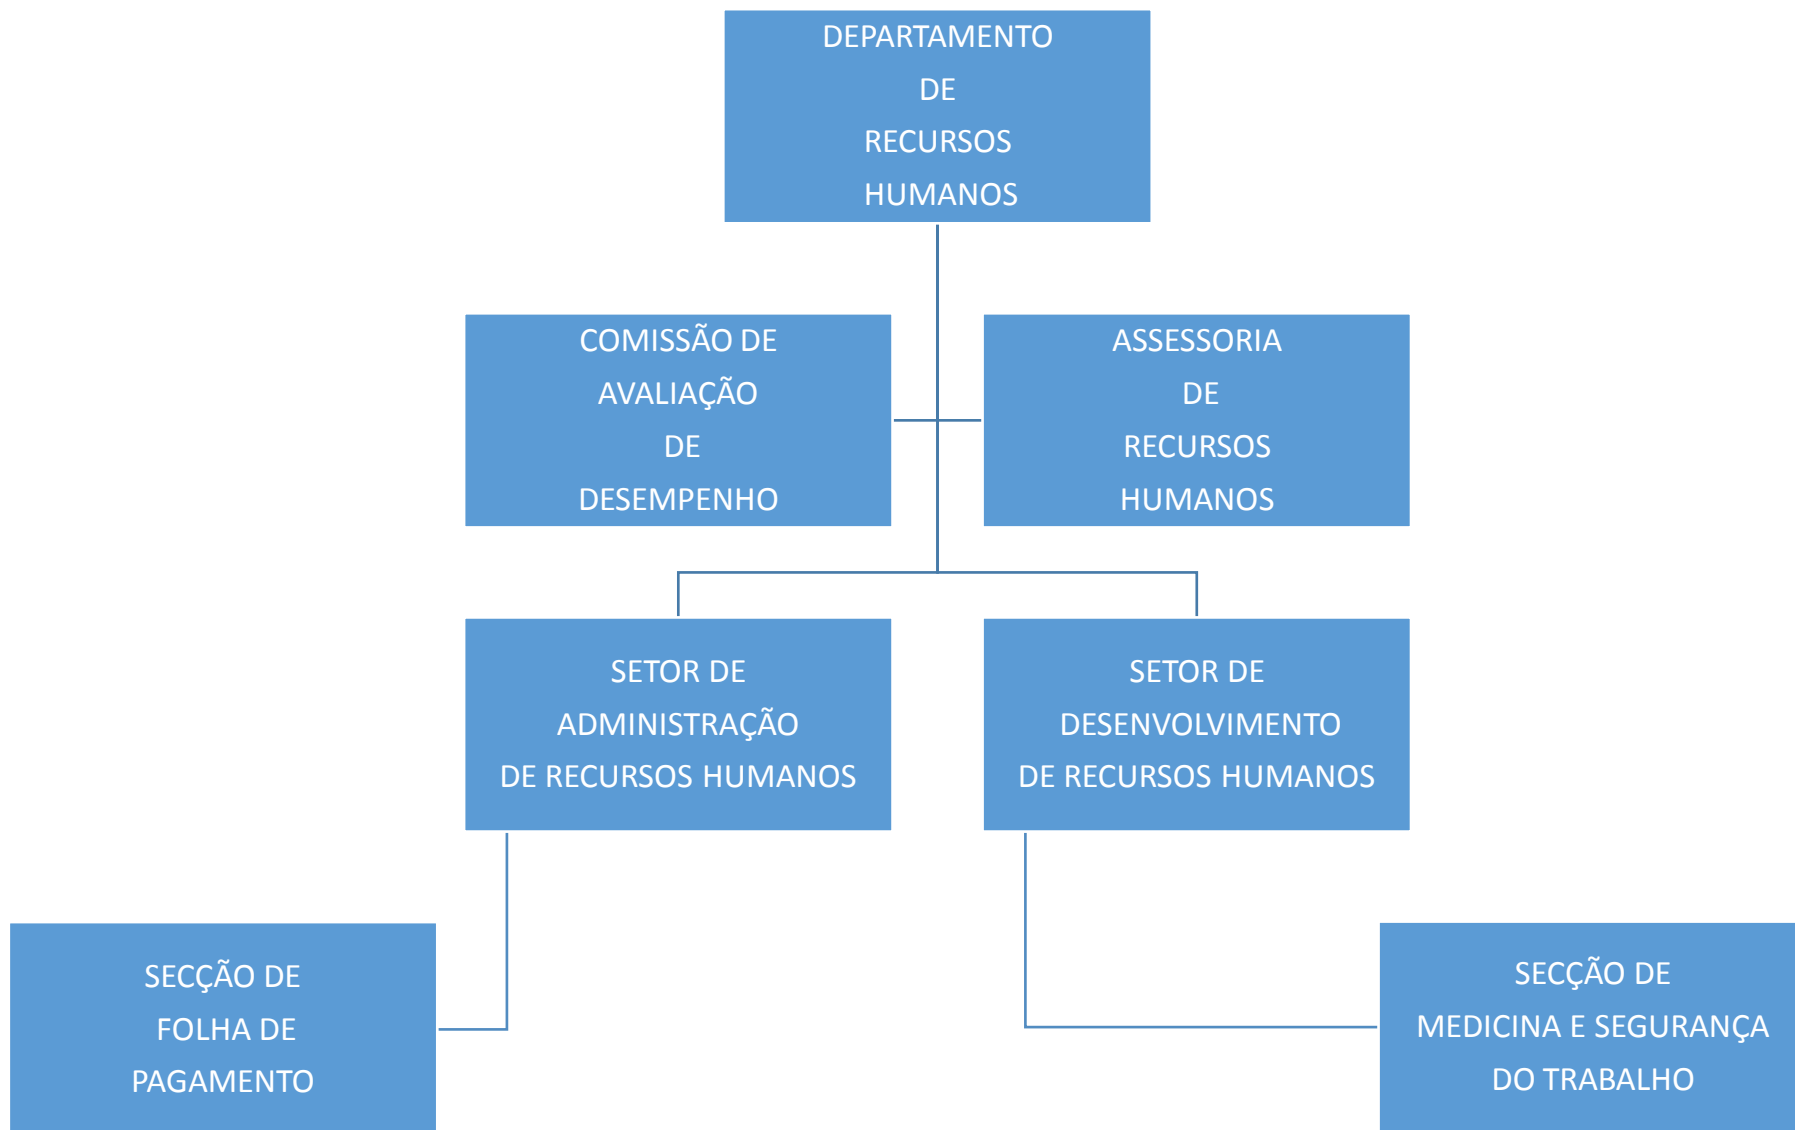 DEPARTAMENTO
DE
RECURSOS
HUMANOS
COMISSÃO DE
AVALIAÇÃO
DE
DESEMPENHO
ASSESSORIA
DE
RECURSOS
HUMANOS
SETOR DE
ADMINISTRAÇÃO
DE RECURSOS HUMANOS
SETOR DE
DESENVOLVIMENTO
DE RECURSOS HUMANOS
SECÇÃO DE
FOLHA DE
PAGAMENTO
SECÇÃO DE
MEDICINA E SEGURANÇA
DO TRABALHO